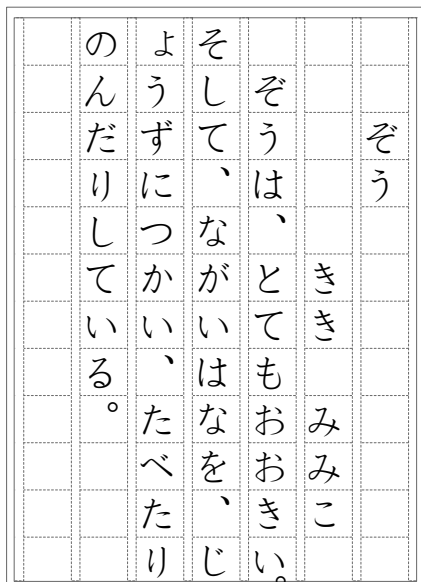 ぞう
きき みみこ
ぞうは、とてもおおきい。
そして、ながいはなを、じ
ょうずにつかい、たべたり
のんだりしている。